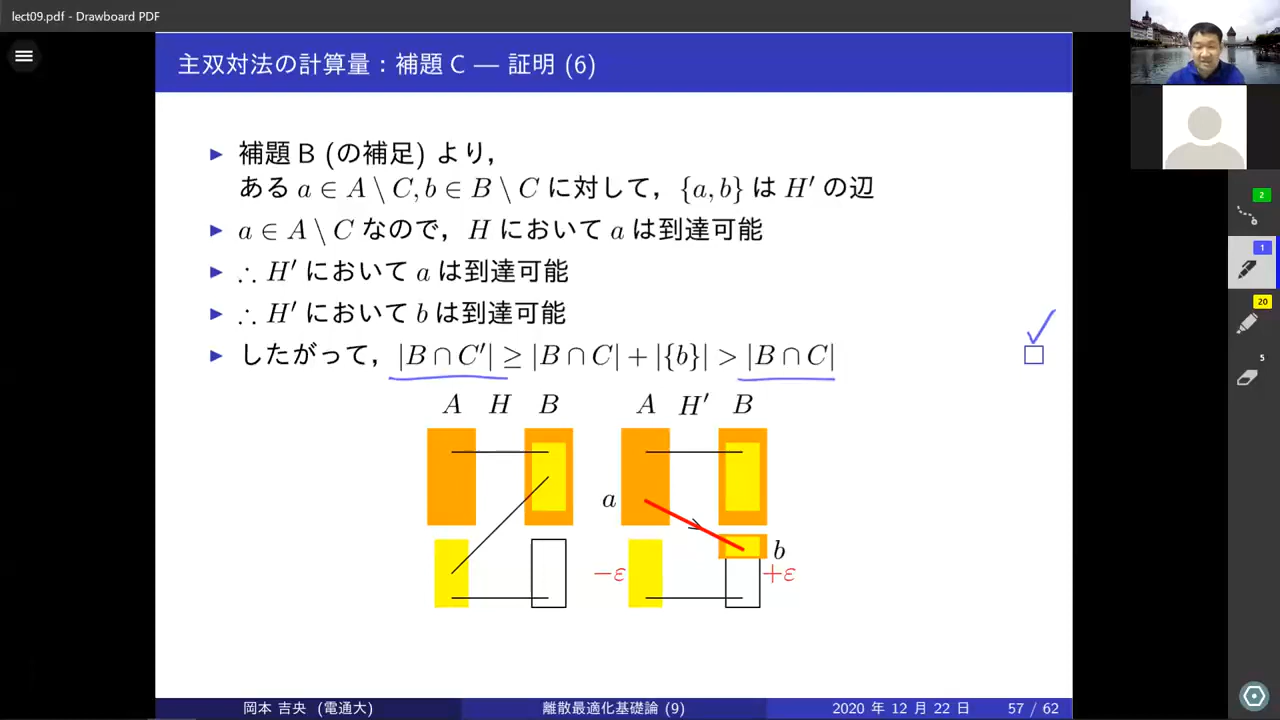 lect09.pdf - Drawboard PDF
主双対法の計算量：補題 C — 証明 (6)
補題 B (の補足) より，
ある a ∈ A \ C, b ∈ B \ C に対して，{a, b} は H′ の辺
a ∈ A \ C なので，H において a は到達可能
∴ H′ において a は到達可能
∴ H′ において b は到達可能
したがって，|B ∩ C′| ≥ |B ∩ C| + |{b}| > |B ∩ C|
A H B A H′ B
a
b
−ε +ε
岡本 吉央 (電通大) 離散最適化基礎論 (9) 2020 年 12 月 22 日 57 / 62
2
1
20
5